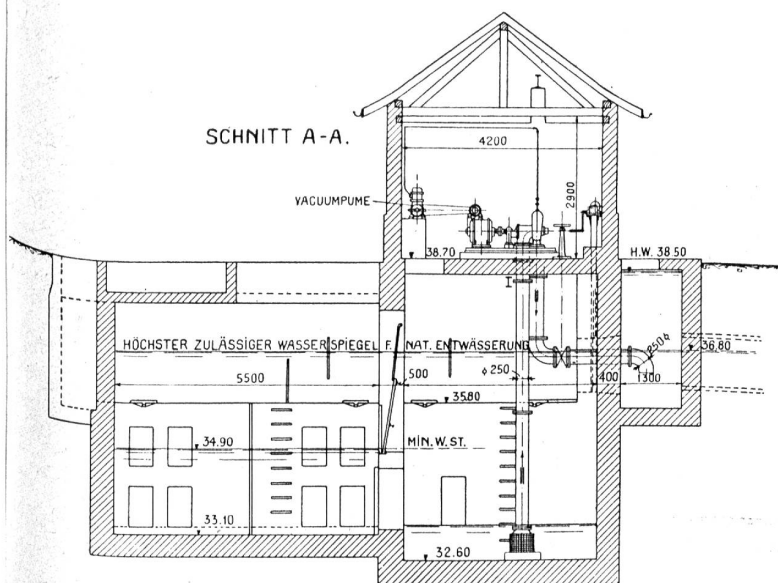 SCHNITT A-A.
4200
2900
VACUUMPUME
38.70
H.W. 38 50
HÖCHSTER ZULÄSSIGER WASSERSPIEGEL F. NAT. ENTWÄSSERUNG
250 ϕ
36.80
5500
500
ϕ 250
400
1300
35.80
34.90
MIN. W. ST.
33.10
32.60